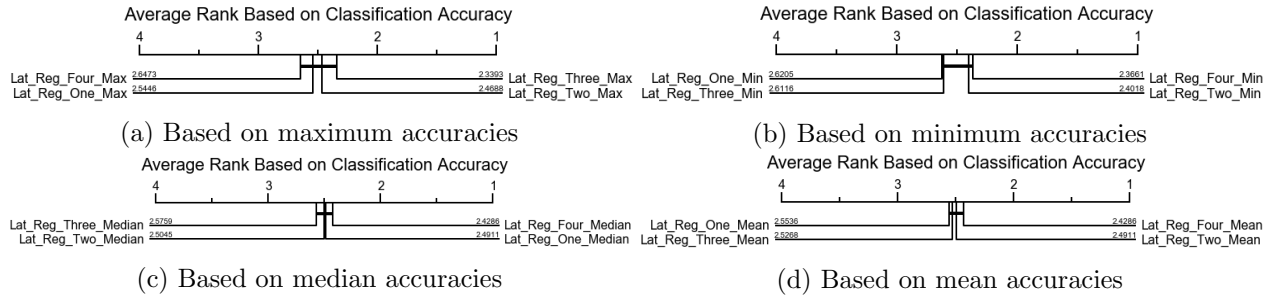 Average Rank Based on Classification Accuracy
4 3 2 1
Lat_Reg_Four_Max 2.6473 2.3393 Lat_Reg_Three_Max
Lat_Reg_One_Max 2.5446 2.4688 Lat_Reg_Two_Max
(a) Based on maximum accuracies
Average Rank Based on Classification Accuracy
4 3 2 1
Lat_Reg_One_Min 2.6205 2.3661 Lat_Reg_Four_Min
Lat_Reg_Three_Min 2.6116 2.4018 Lat_Reg_Two_Min
(b) Based on minimum accuracies
Average Rank Based on Classification Accuracy
4 3 2 1
Lat_Reg_Three_Median 2.5759 2.4286 Lat_Reg_Four_Median
Lat_Reg_Two_Median 2.5045 2.4911 Lat_Reg_One_Median
(c) Based on median accuracies
Average Rank Based on Classification Accuracy
4 3 2 1
Lat_Reg_One_Mean 2.5536 2.4286 Lat_Reg_Four_Mean
Lat_Reg_Three_Mean 2.5268 2.4911 Lat_Reg_Two_Mean
(d) Based on mean accuracies